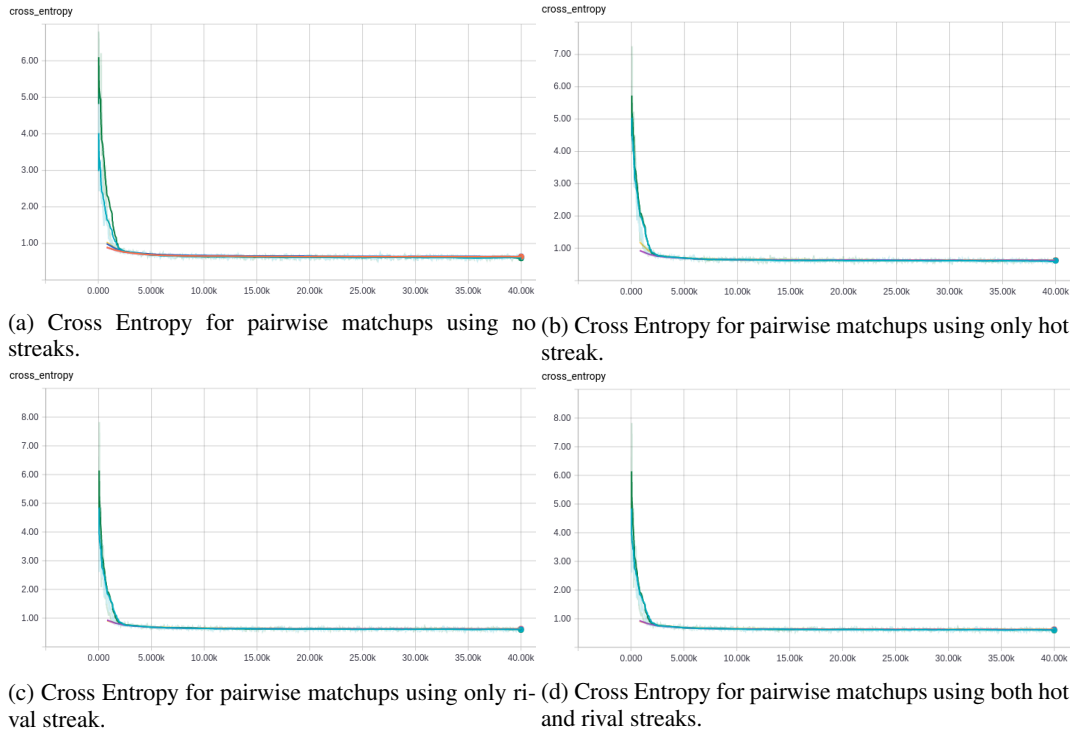 cross_entropy
6.00
5.00
4.00
3.00
2.00
1.00
0.000 5.000k 10.00k 15.00k 20.00k 25.00k 30.00k 35.00k 40.00k
(a) Cross Entropy for pairwise matchups using no
streaks.
cross_entropy
7.00
6.00
5.00
4.00
3.00
2.00
1.00
0.000 5.000k 10.00k 15.00k 20.00k 25.00k 30.00k 35.00k 40.00k
(b) Cross Entropy for pairwise matchups using only hot
streak.
cross_entropy
8.00
7.00
6.00
5.00
4.00
3.00
2.00
1.00
0.000 5.000k 10.00k 15.00k 20.00k 25.00k 30.00k 35.00k 40.00k
(c) Cross Entropy for pairwise matchups using only ri-
val streak.
cross_entropy
8.00
7.00
6.00
5.00
4.00
3.00
2.00
1.00
0.000 5.000k 10.00k 15.00k 20.00k 25.00k 30.00k 35.00k 40.00k
(d) Cross Entropy for pairwise matchups using both hot
and rival streaks.